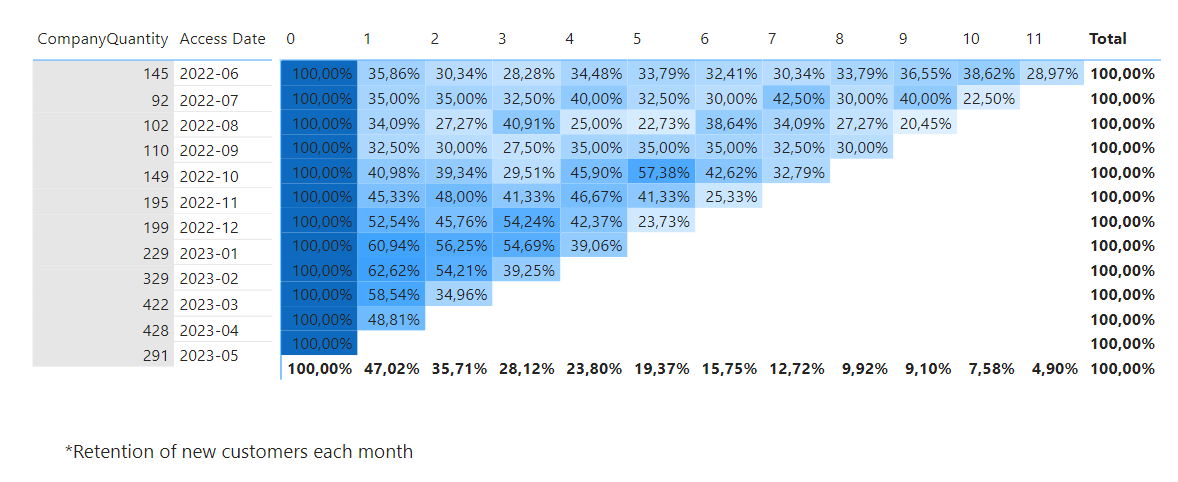 CompanyQuantity Access Date 0 1 2 3 4 5 6 7 8 9 10 11 Total
145 2022-06 100,00% 35,86% 30,34% 28,28% 34,48% 33,79% 32,41% 30,34% 33,79% 36,55% 38,62% 28,97% 100,00%
92 2022-07 100,00% 35,00% 35,00% 32,50% 40,00% 32,50% 30,00% 42,50% 30,00% 40,00% 22,50% 100,00%
102 2022-08 100,00% 34,09% 27,27% 40,91% 25,00% 22,73% 38,64% 34,09% 27,27% 20,45% 100,00%
110 2022-09 100,00% 32,50% 30,00% 27,50% 35,00% 35,00% 35,00% 32,50% 30,00% 100,00%
149 2022-10 100,00% 40,98% 39,34% 29,51% 45,90% 57,38% 42,62% 32,79% 100,00%
195 2022-11 100,00% 45,33% 48,00% 41,33% 46,67% 41,33% 25,33% 100,00%
199 2022-12 100,00% 52,54% 45,76% 54,24% 42,37% 23,73% 100,00%
229 2023-01 100,00% 60,94% 56,25% 54,69% 39,06% 100,00%
329 2023-02 100,00% 62,62% 54,21% 39,25% 100,00%
422 2023-03 100,00% 58,54% 34,96% 100,00%
428 2023-04 100,00% 48,81% 100,00%
291 2023-05 100,00% 100,00%
100,00% 47,02% 35,71% 28,12% 23,80% 19,37% 15,75% 12,72% 9,92% 9,10% 7,58% 4,90% 100,00%
*Retention of new customers each month